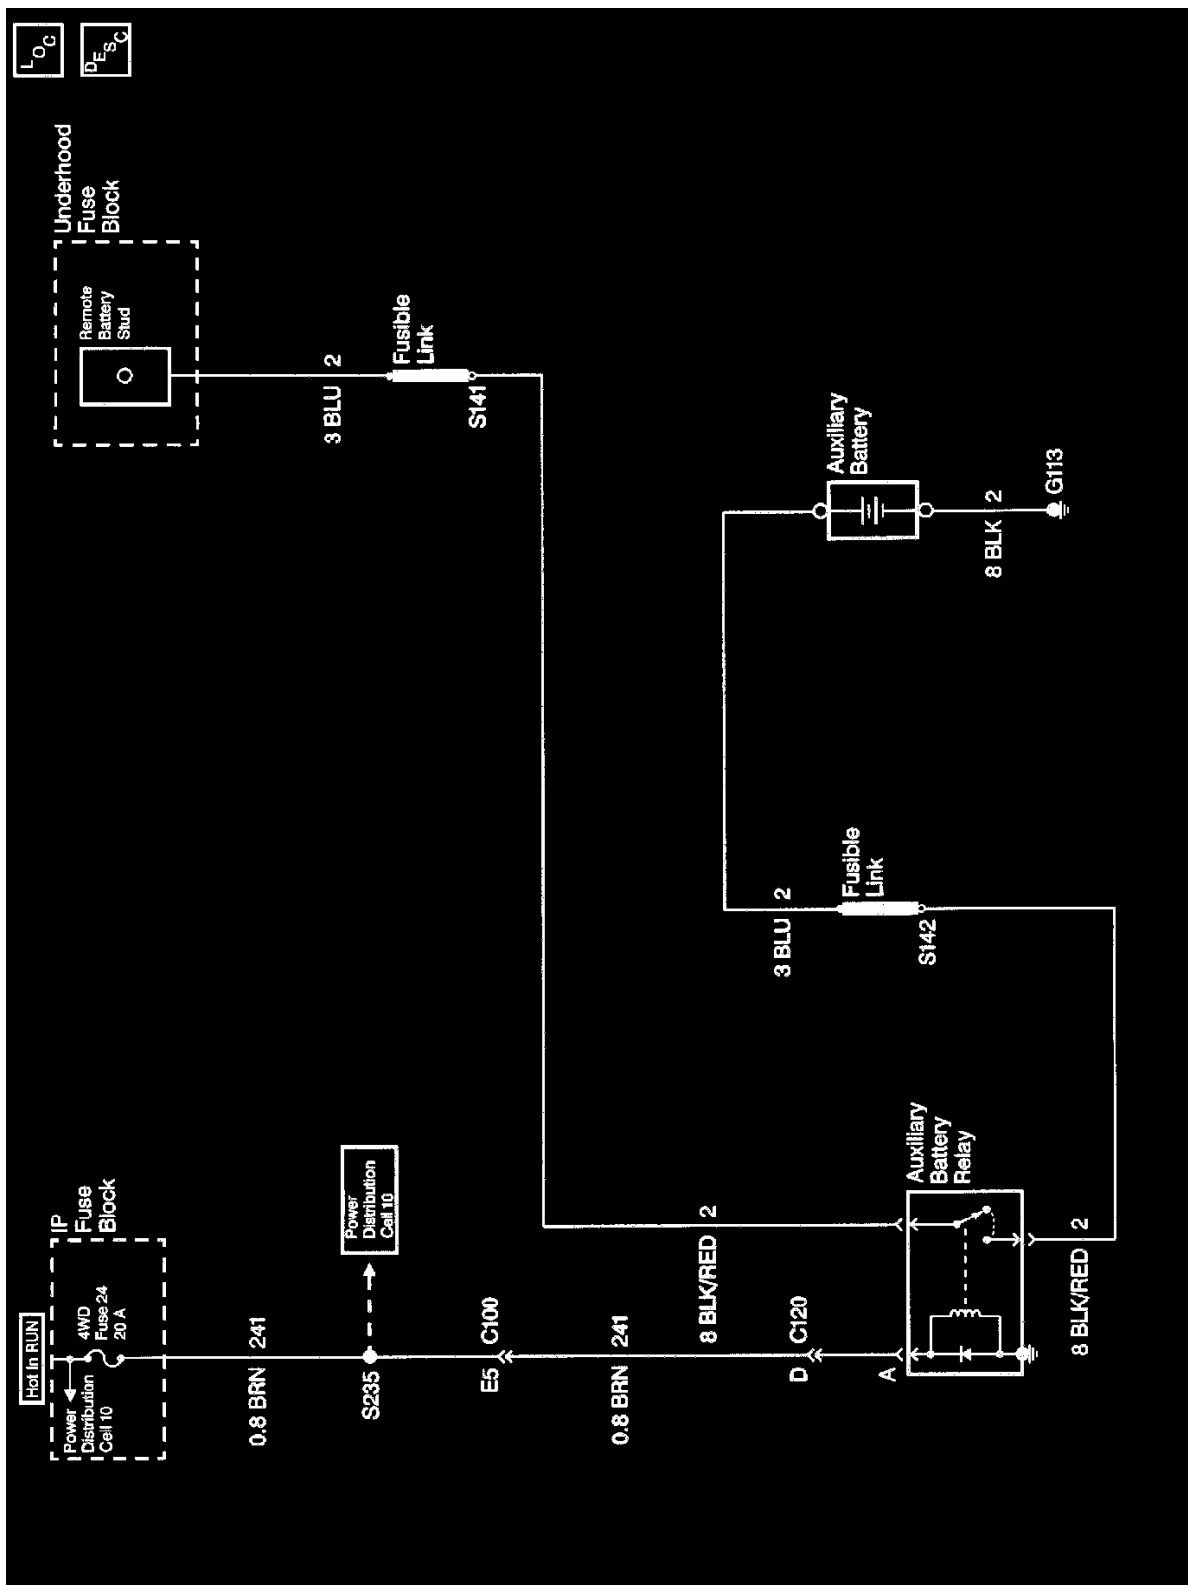 LOC
DESC
Hot In RUN
IP
Fuse
Block
Power
Distribution
Cell 10
4WD
Fuse 24
20 A
0.8 BRN 241
S235
Power
Distribution
Cell 10
E5 C100
0.8 BRN 241
D C120
A
Underhood
Fuse
Block
Remote
Battery
Stud
3 BLU 2
Fusible
Link
S141
8 BLK/RED 2
Auxiliary
Battery
Relay
8 BLK/RED 2
Fusible
Link
S142
3 BLU 2
Auxiliary
Battery
8 BLK 2
G113